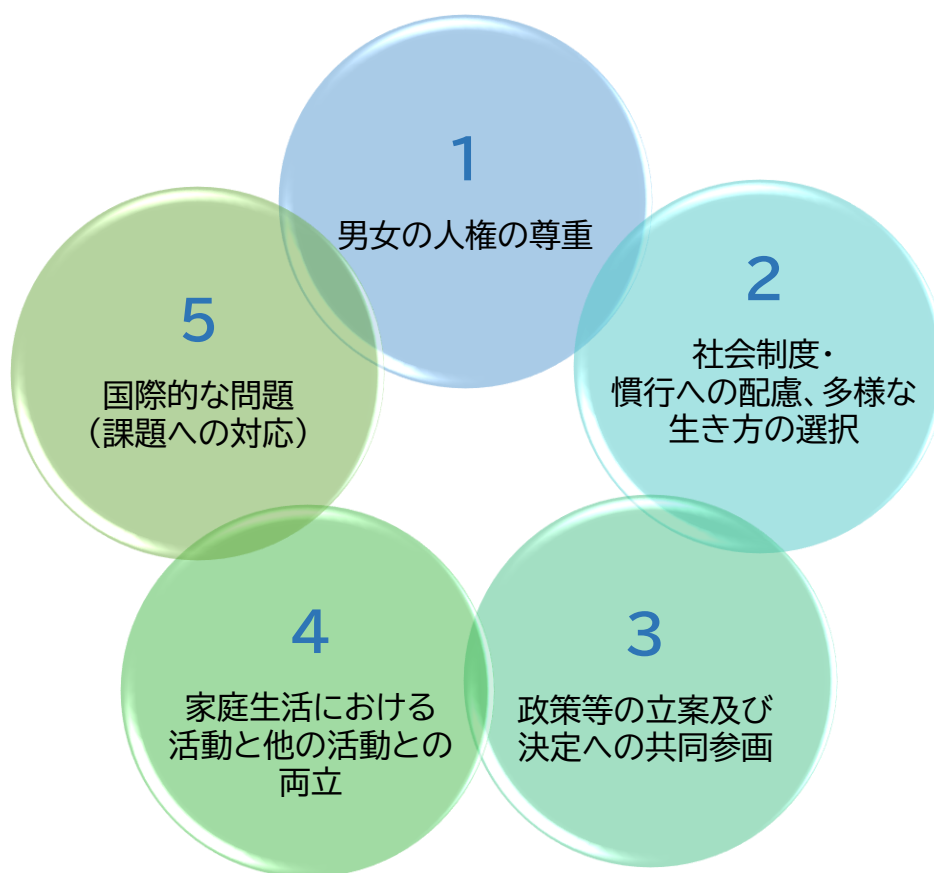 1
男女の人権の尊重
2
社会制度・
慣行への配慮、多様な
生き方の選択
3
政策等の立案及び
決定への共同参画
4
家庭生活における
活動と他の活動との
両立
5
国際的な問題
（課題への対応）